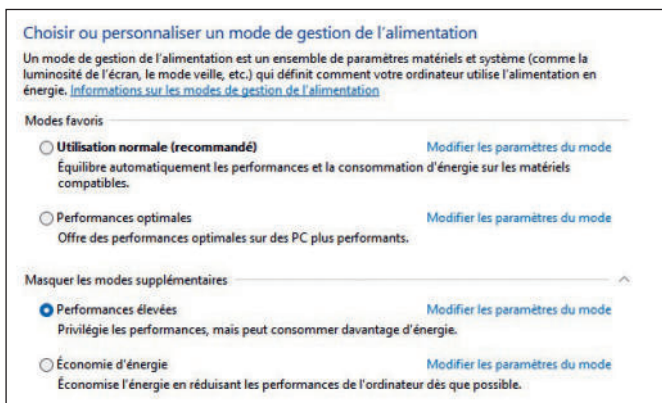 Choisir ou personnaliser un mode de gestion de l'alimentation
Un mode de gestion de l'alimentation est un ensemble de paramètres matériels et système (comme la
luminosité de l'écran, le mode veille, etc.) qui définit comment votre ordinateur utilise l'alimentation en
énergie. Informations sur les modes de gestion de l'alimentation
Modes favoris
Utilisation normale (recommandé) Modifier les paramètres du mode
Équilibre automatiquement les performances et la consommation d'énergie sur les matériels
compatibles.
Performances optimales Modifier les paramètres du mode
Offre des performances optimales sur des PC plus performants.
Masquer les modes supplémentaires
Performances élevées Modifier les paramètres du mode
Privilégie les performances, mais peut consommer davantage d'énergie.
Économie d'énergie Modifier les paramètres du mode
Économise l'énergie en réduisant les performances de l'ordinateur dès que possible.